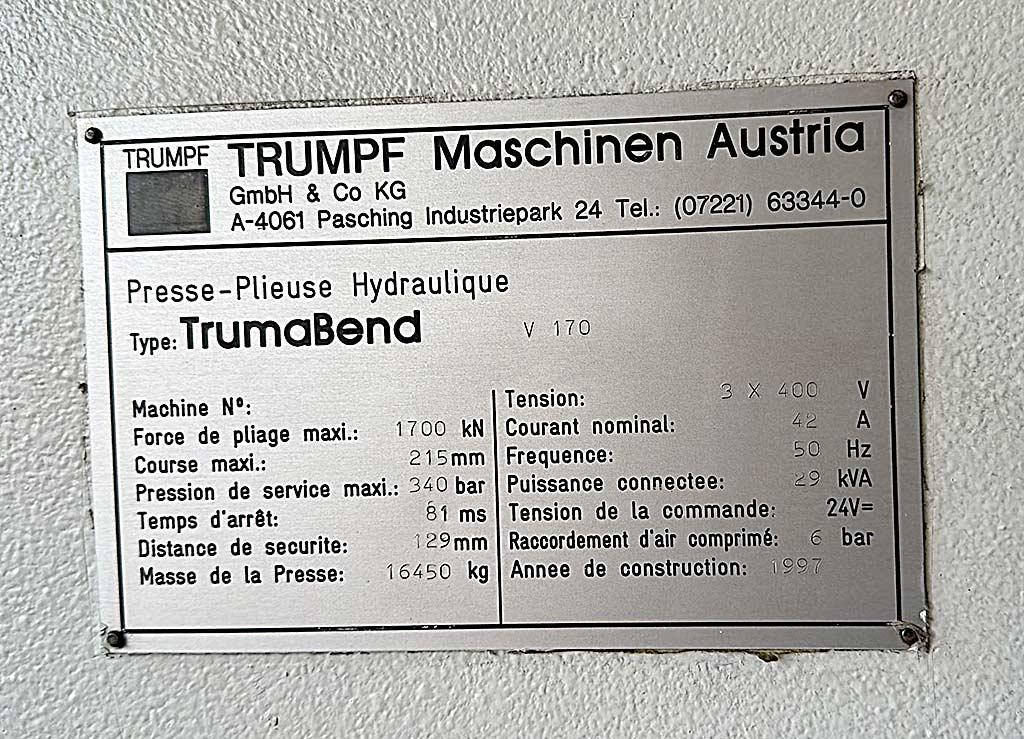 TRUMPF
TRUMPF Maschinen Austria
GmbH & Co KG
A-4061 Pasching Industriepark 24 Tel.: (07221) 63344-0
Presse-Plieuse Hydraulique
Type: TrumaBend V 170
Machine N°:
Force de pliage maxi.: 1700 kN
Course maxi.: 215mm
Pression de service maxi.: 340 bar
Temps d'arrêt: 81 ms
Distance de securite: 129mm
Masse de la Presse: 16450 kg
Tension: 3 X 400 V
Courant nominal: 42 A
Frequence: 50 Hz
Puissance connectee: 29 kVA
Tension de la commande: 24V=
Raccordement d'air comprimé: 6 bar
Annee de construction: 1997